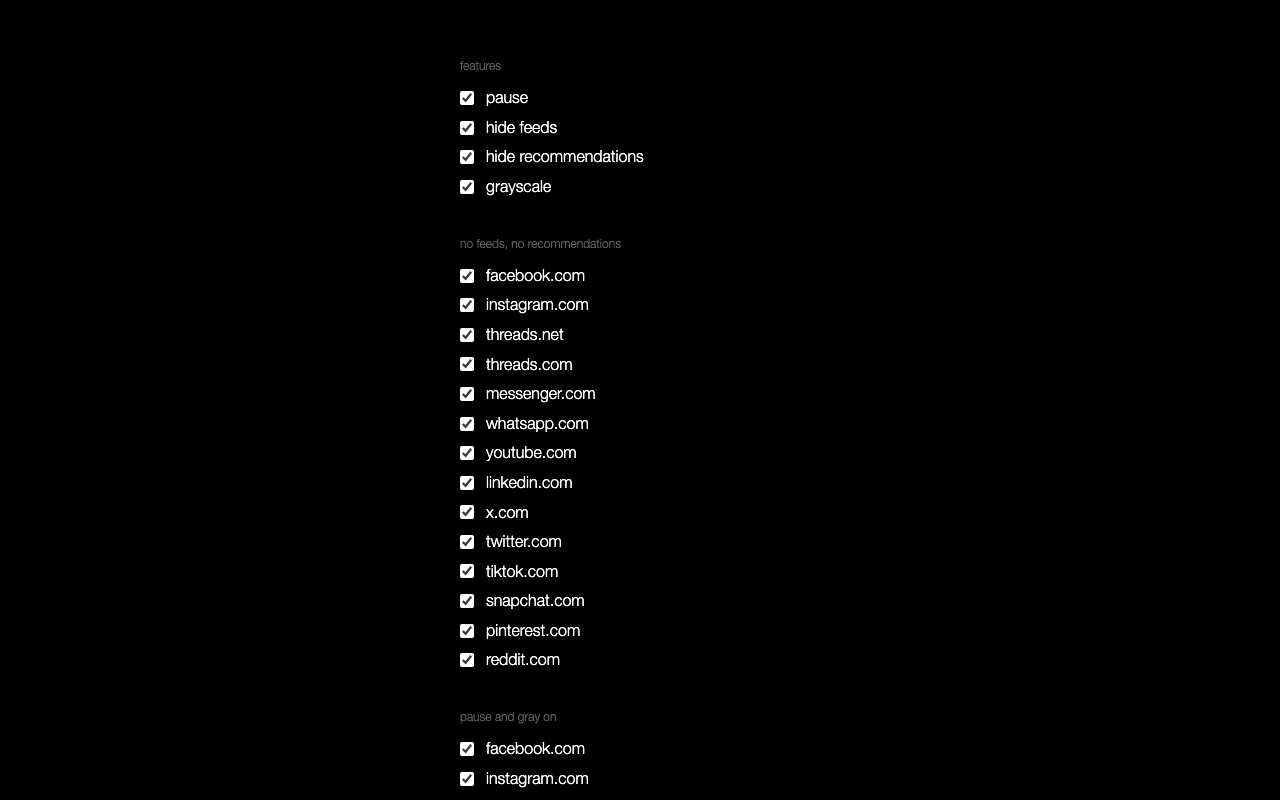 features
pause
hide feeds
hide recommendations
grayscale
no feeds, no recommendations
facebook.com
instagram.com
threads.net
threads.com
messenger.com
whatsapp.com
youtube.com
linkedin.com
x.com
twitter.com
tiktok.com
snapchat.com
pinterest.com
reddit.com
pause and gray on
facebook.com
instagram.com